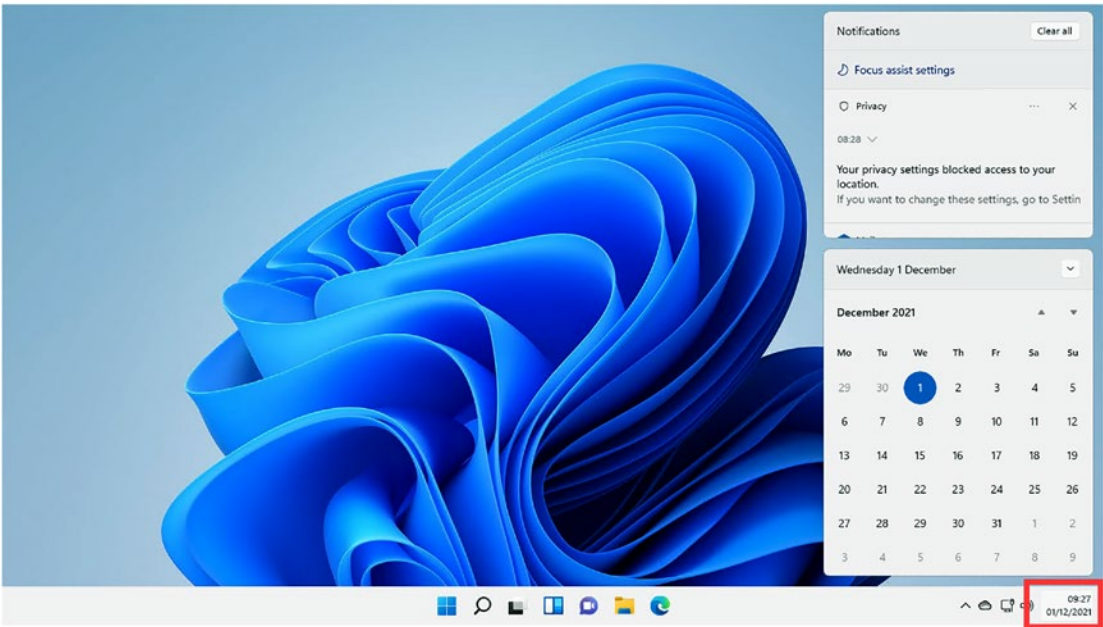 Notifications
Clear all
Focus assist settings
Privacy
08:28
Your privacy settings blocked access to your
location.
If you want to change these settings, go to Settin
Wednesday 1 December
December 2021
Mo Tu We Th Fr Sa Su
29 30 1 2 3 4 5
6 7 8 9 10 11 12
13 14 15 16 17 18 19
20 21 22 23 24 25 26
27 28 29 30 31 1 2
3 4 5 6 7 8 9
09:27
01/12/2021